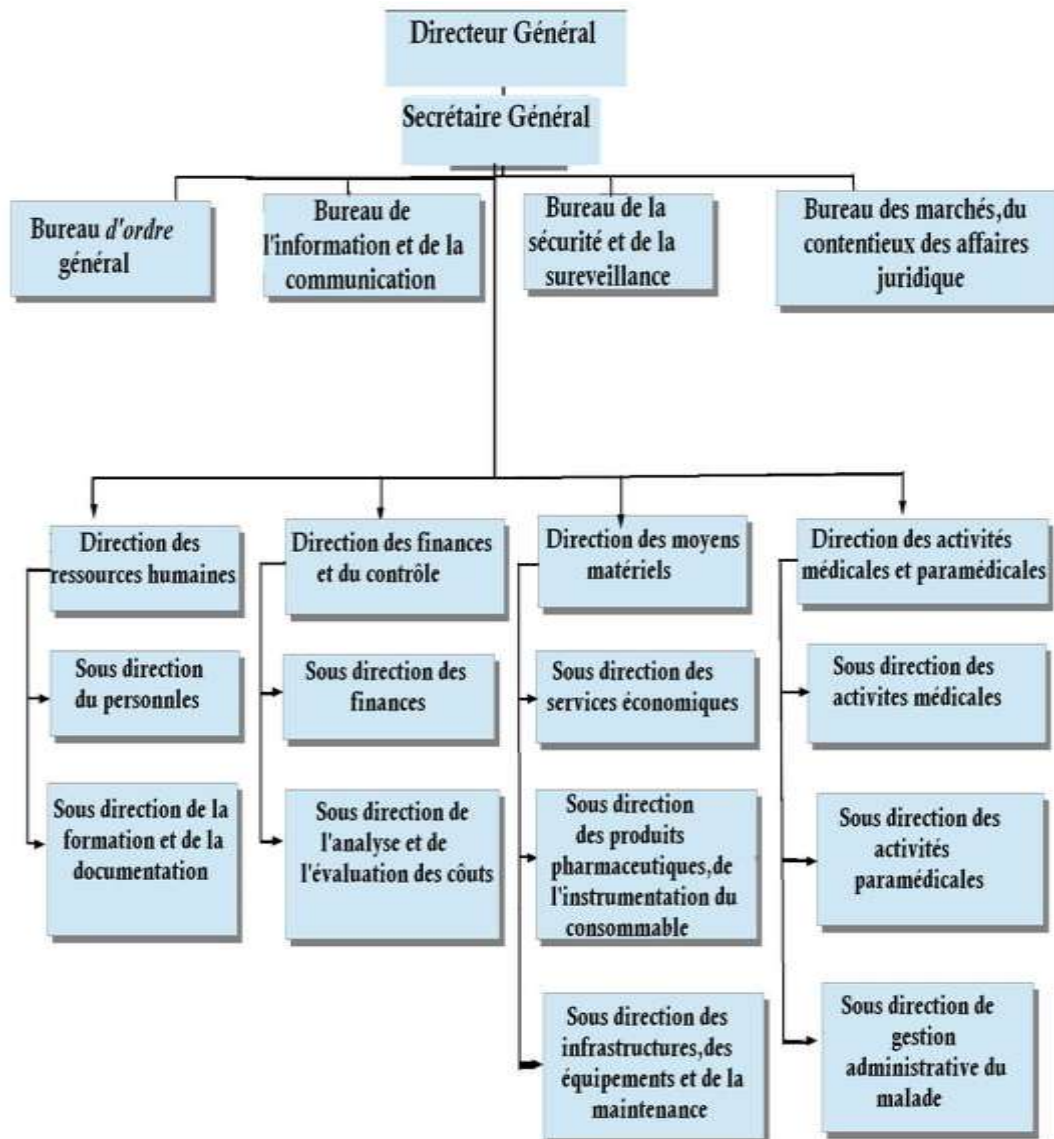 Directeur Général
Secrétaire Général
Bureau d'ordre
général
Bureau de
l'information et de la
communication
Bureau de la
sécurité et de la
sureveillance
Bureau des marchés,du
contentieux des affaires
juridique
Direction des
ressources humaines
Direction des finances
et du contrôle
Direction des moyens
matériels
Direction des activités
médicales et paramédicales
Sous direction
du personnles
Sous direction des
finances
Sous direction des
services économiques
Sous direction des
activites médicales
Sous direction de la
formation et de la
documentation
Sous direction de
l'analyse et de
l'évaluation des côuts
Sous direction
des produits
pharmaceutiques,de
l'instrumentation du
consommable
Sous direction des
activités
paramédicales
Sous direction des
infrastructures,des
équipements et de la
maintenance
Sous direction de
gestion
administrative du
malade